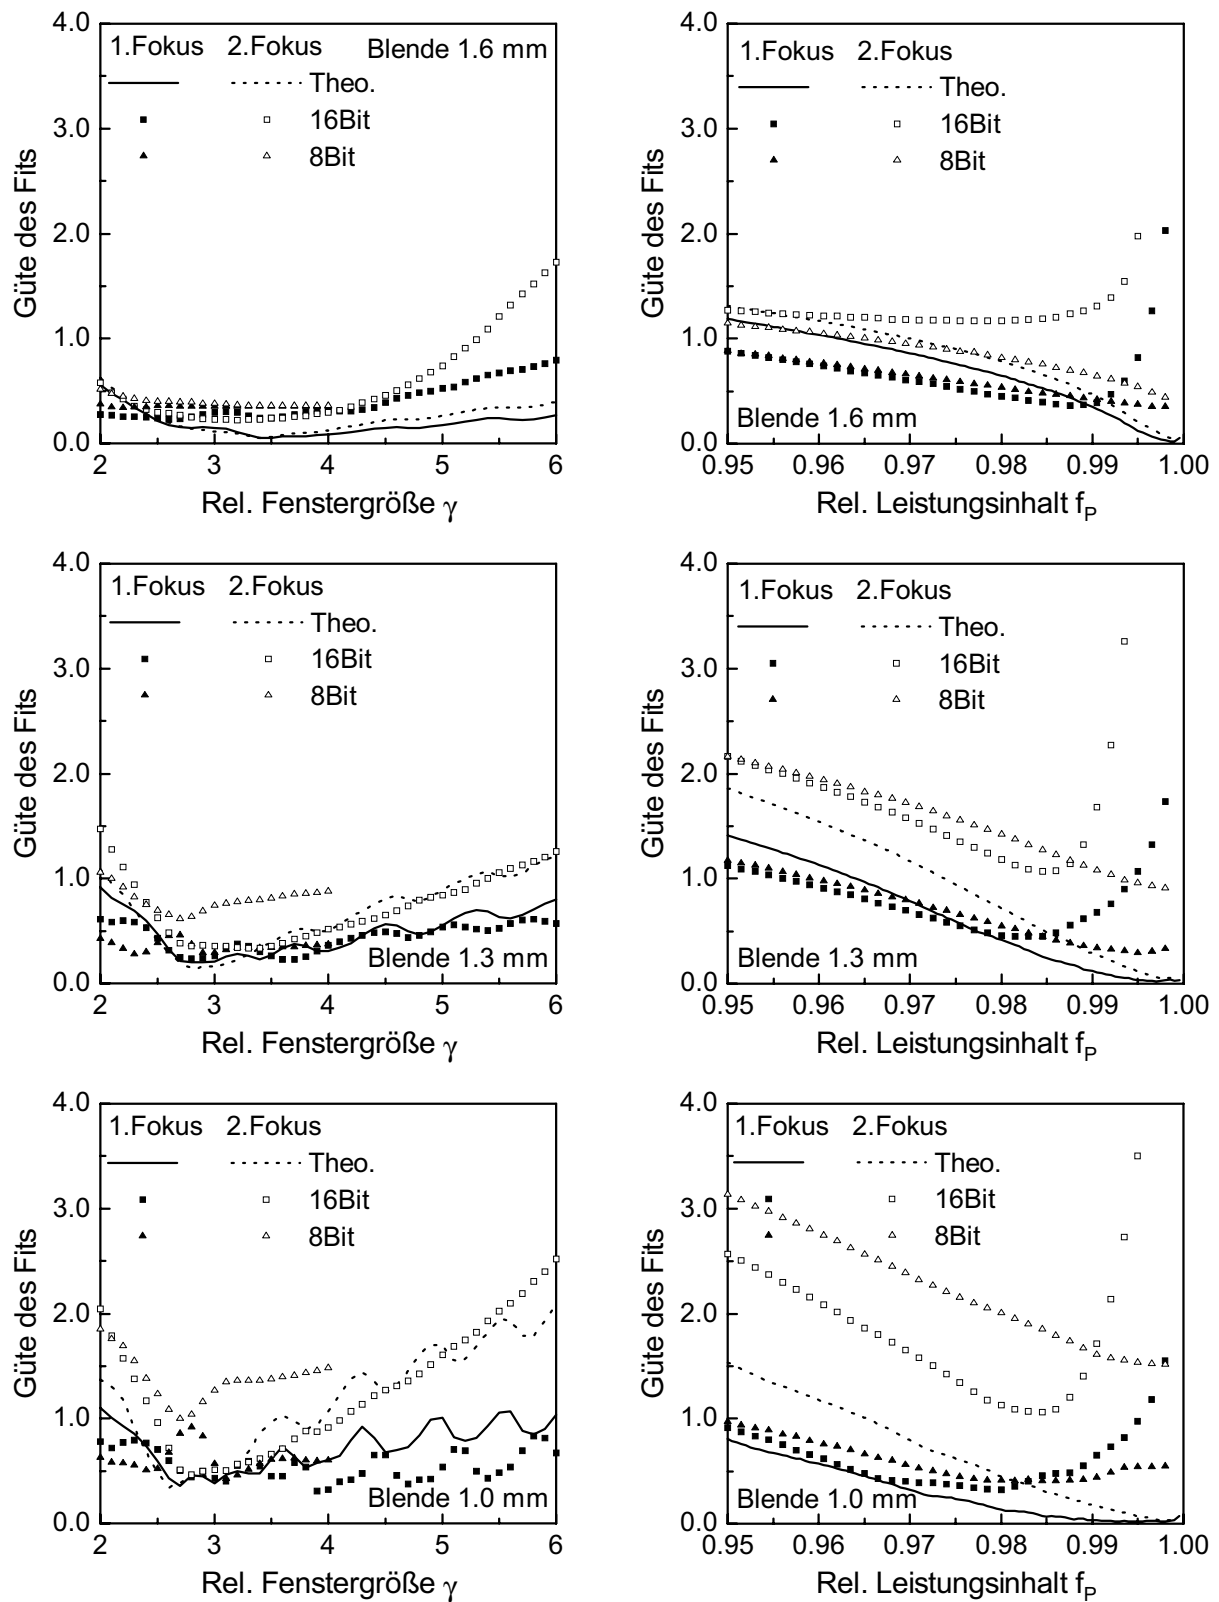 4.0
3.0
2.0
1.0
0.0
Güte des Fits
1.Fokus 2.Fokus Blende 1.6 mm
Theo.
16Bit
8Bit
2 3 4 5 6
Rel. Fenstergröße γ
4.0
3.0
2.0
1.0
0.0
Güte des Fits
1.Fokus 2.Fokus
Theo.
16Bit
8Bit
Blende 1.6 mm
0.95 0.96 0.97 0.98 0.99 1.00
Rel. Leistungsinhalt fP
4.0
3.0
2.0
1.0
0.0
Güte des Fits
1.Fokus 2.Fokus
Theo.
16Bit
8Bit
Blende 1.3 mm
2 3 4 5 6
Rel. Fenstergröße γ
4.0
3.0
2.0
1.0
0.0
Güte des Fits
1.Fokus 2.Fokus
Theo.
16Bit
8Bit
Blende 1.3 mm
0.95 0.96 0.97 0.98 0.99 1.00
Rel. Leistungsinhalt fP
4.0
3.0
2.0
1.0
0.0
Güte des Fits
1.Fokus 2.Fokus
Theo.
16Bit
8Bit
Blende 1.0 mm
2 3 4 5 6
Rel. Fenstergröße γ
4.0
3.0
2.0
1.0
0.0
Güte des Fits
1.Fokus 2.Fokus
Theo.
16Bit
8Bit
Blende 1.0 mm
0.95 0.96 0.97 0.98 0.99 1.00
Rel. Leistungsinhalt fP